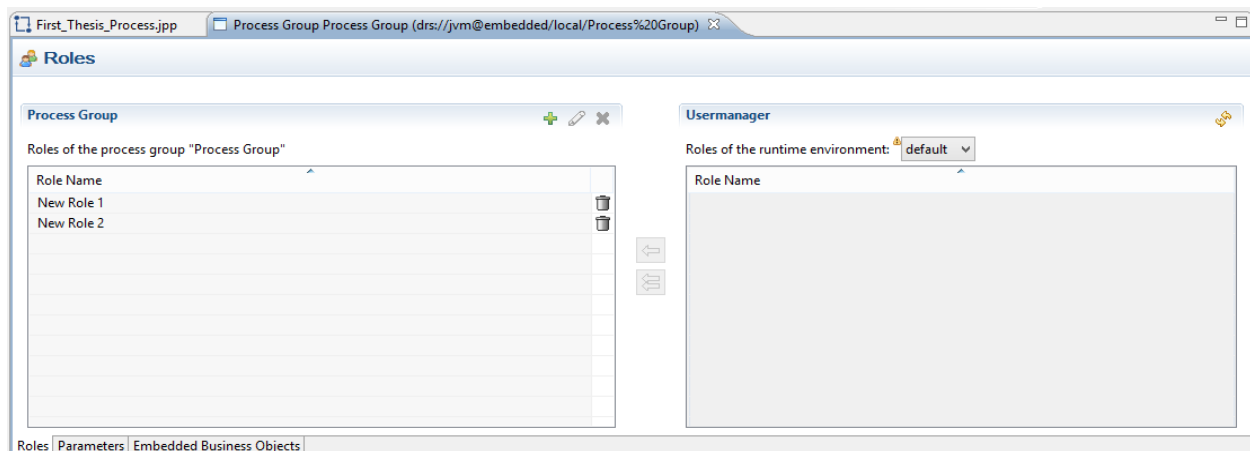 First_Thesis_Process.jpp
Process Group Process Group (drs://jvm@embedded/local/Process%20Group)
Roles
Process Group
Roles of the process group "Process Group"
Role Name
New Role 1
New Role 2
Usermanager
Roles of the runtime environment: default
Role Name
Roles Parameters Embedded Business Objects